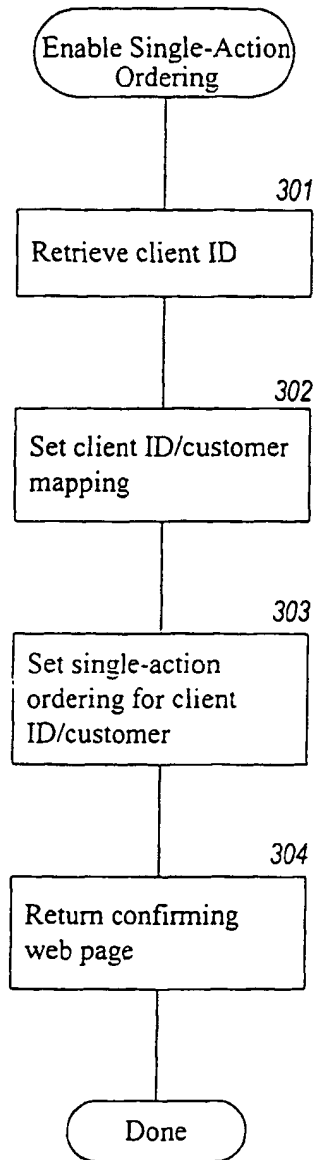 Enable Single-Action
Ordering
301
Retrieve client ID
302
Set client ID/customer
mapping
303
Set single-action
ordering for client
ID/customer
304
Return confirming
web page
Done